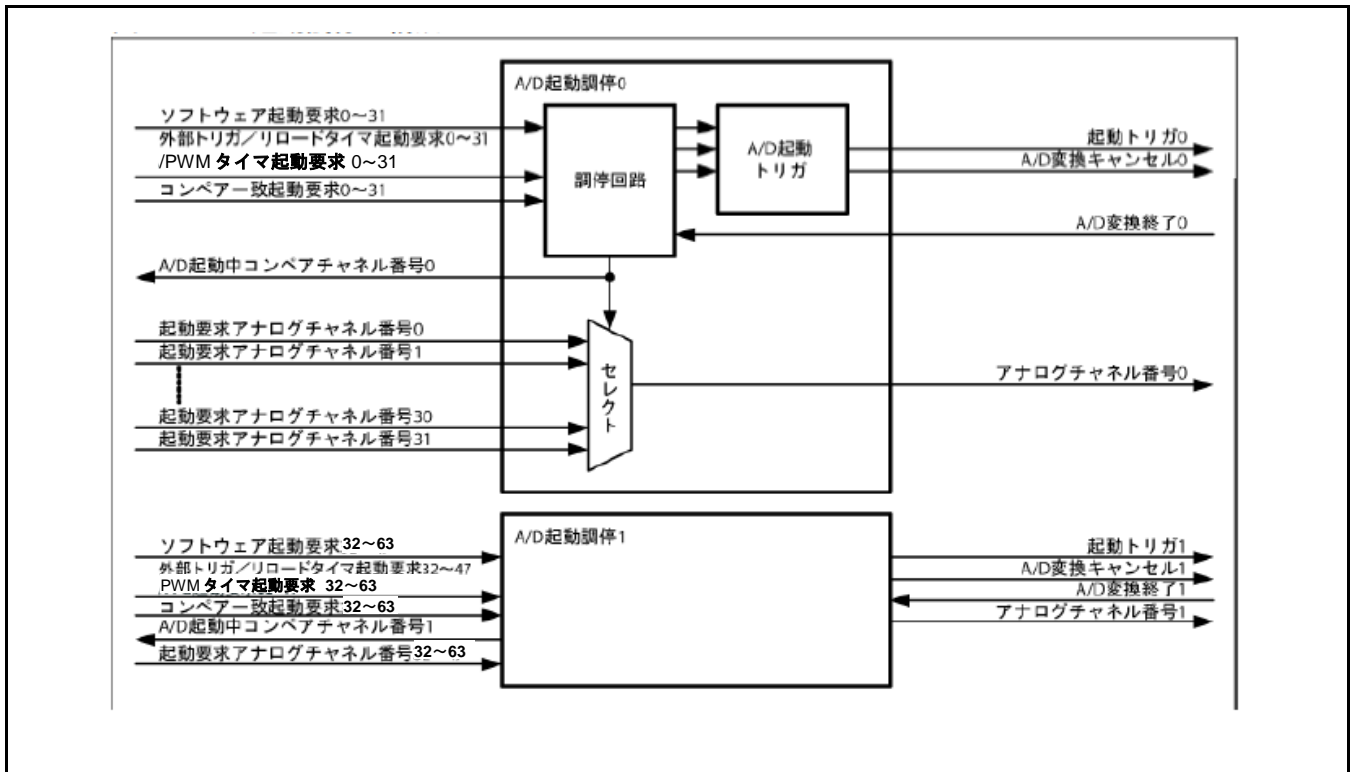 A/D起動調停0
ソフトウェア起動要求0～31
外部トリガ／リロードタイマ起動要求0～31
/PWM タイマ起動要求 0～31
コンペア一致起動要求0～31
調停回路
A/D起動
トリガ
起動トリガ0
A/D変換キャンセル0
A/D変換終了0
A/D起動中コンペアチャネル番号0
起動要求アナログチャネル番号0
起動要求アナログチャネル番号1
起動要求アナログチャネル番号30
起動要求アナログチャネル番号31
セレクト
アナログチャネル番号0
A/D起動調停1
ソフトウェア起動要求32～63
外部トリガ／リロードタイマ起動要求32～47
PWM タイマ起動要求 32～63
コンペア一致起動要求32～63
A/D起動中コンペアチャネル番号1
起動要求アナログチャネル番号32～63
起動トリガ1
A/D変換キャンセル1
A/D変換終了1
アナログチャネル番号1